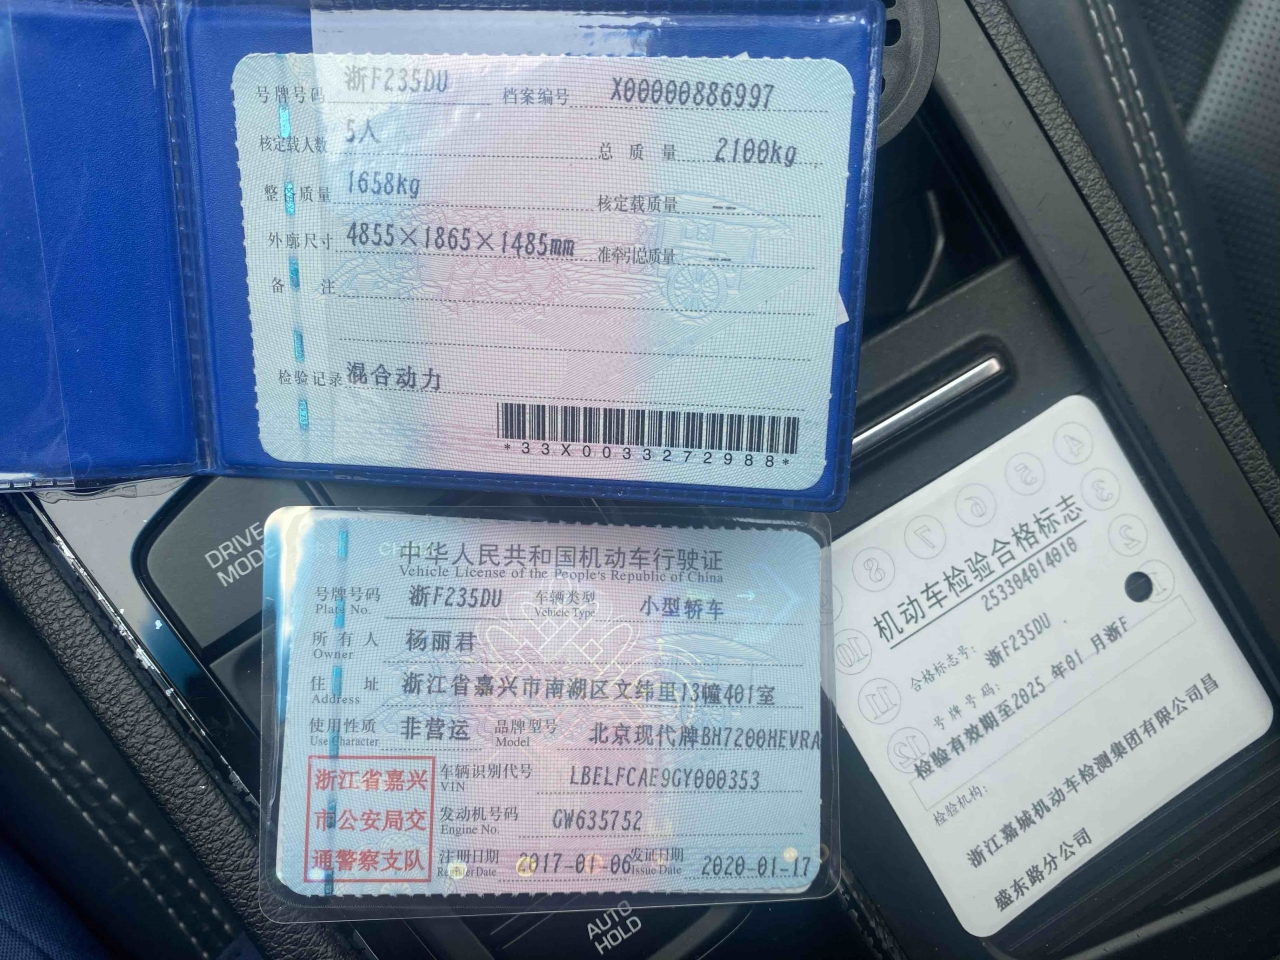 号牌号码 浙F235DU 档案编号 X00000886997
核定载人数 5人 总质量 2100kg
整备质量 1658kg 核定载质量 --
外廓尺寸 4855×1865×1485mm 准牵引总质量 --
备注
检验记录 混合动力
*33X0033272988*
DRIVE
MODE
中华人民共和国机动车行驶证
Vehicle License of the People's Republic of China
号牌号码 浙F235DU 车辆类型 小型轿车
Plate No. Vehicle Type
所有人 杨丽君
Owner
住址 浙江省嘉兴市南湖区文纬里13幢401室
Address
使用性质 非营运 品牌型号 北京现代牌BH7200HEVRA
Use Character Model
浙江省嘉兴
市公安局交
通警察支队
车辆识别代号 LBELFCAE9GY000353
VIN
发动机号码 GW635752
Engine No.
注册日期 2017-01-06 发证日期 2020-01-17
Register Date Issue Date
AUTO
HOLD
4
5
3
6
2
7
1
8
10
11
12
机动车检验合格标志
253304014010
合格标志号:
浙F235DU
号牌号码:
检验有效期至2025年01月浙F
检验机构:
浙江嘉城机动车检测集团有限公司昌
盛东路分公司